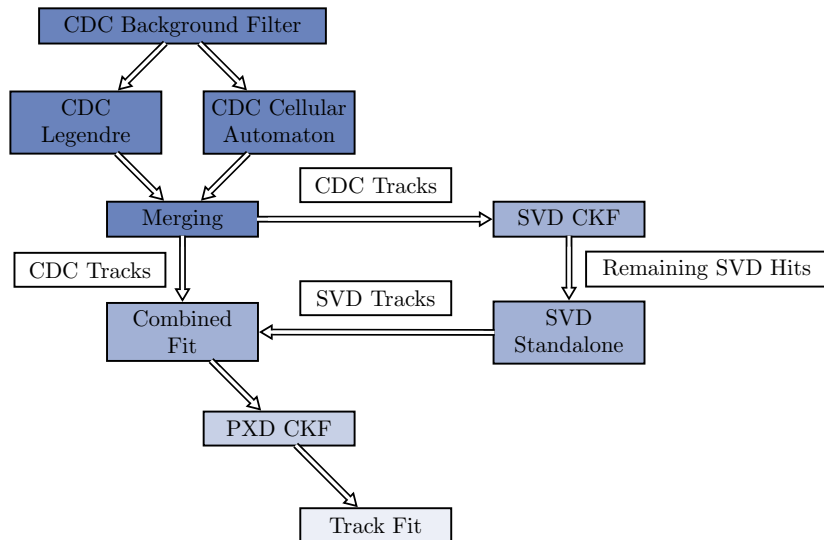 CDC Background Filter
CDC
Legendre
CDC Cellular
Automaton
CDC Tracks
Merging
SVD CKF
CDC Tracks
Remaining SVD Hits
SVD Tracks
Combined
Fit
SVD
Standalone
PXD CKF
Track Fit